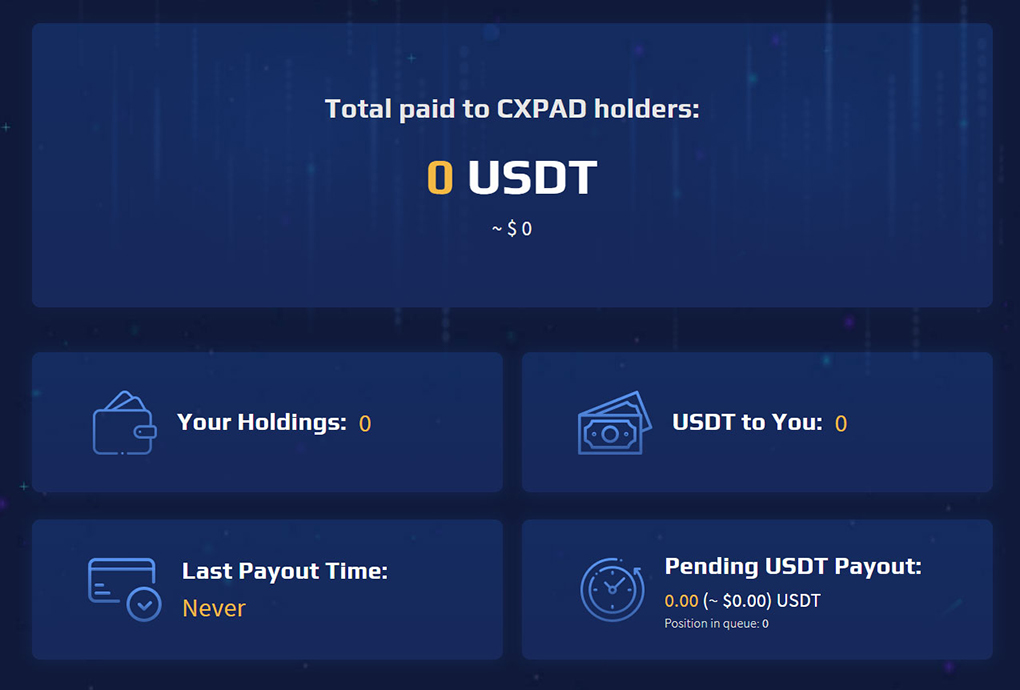 Total paid to CXPAD holders:
0 USDT
~ $ 0
Your Holdings: 0
USDT to You: 0
Last Payout Time:
Never
Pending USDT Payout:
0.00 (~ $0.00) USDT
Position in queue: 0